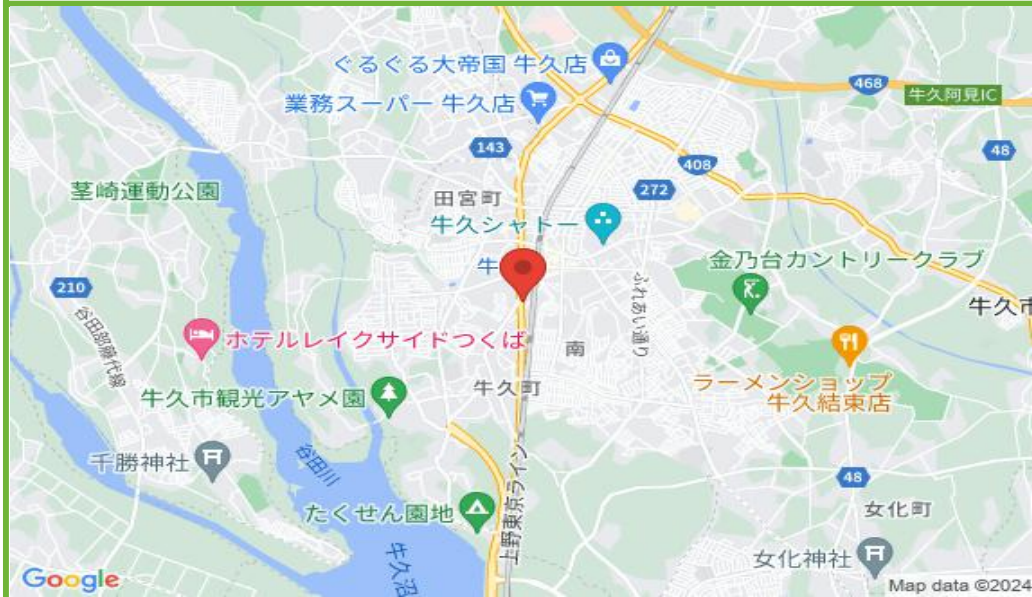 ぐるぐる大帝国 牛久店
業務スーパー 牛久店
468
牛久阿見IC
143
48
408
茎崎運動公園
田宮町
272
牛久シャトー
牛
金乃台カントリークラブ
210
ふれあい通り
牛久市
谷田部藤代線
ホテルレイクサイドつくば
南
牛久市観光アヤメ園
牛久町
ラーメンショップ
牛久結束店
千勝神社
谷田川
上野東京ライン
48
たくせん園地
女化町
牛久沼
女化神社
Google
Map data ©2024